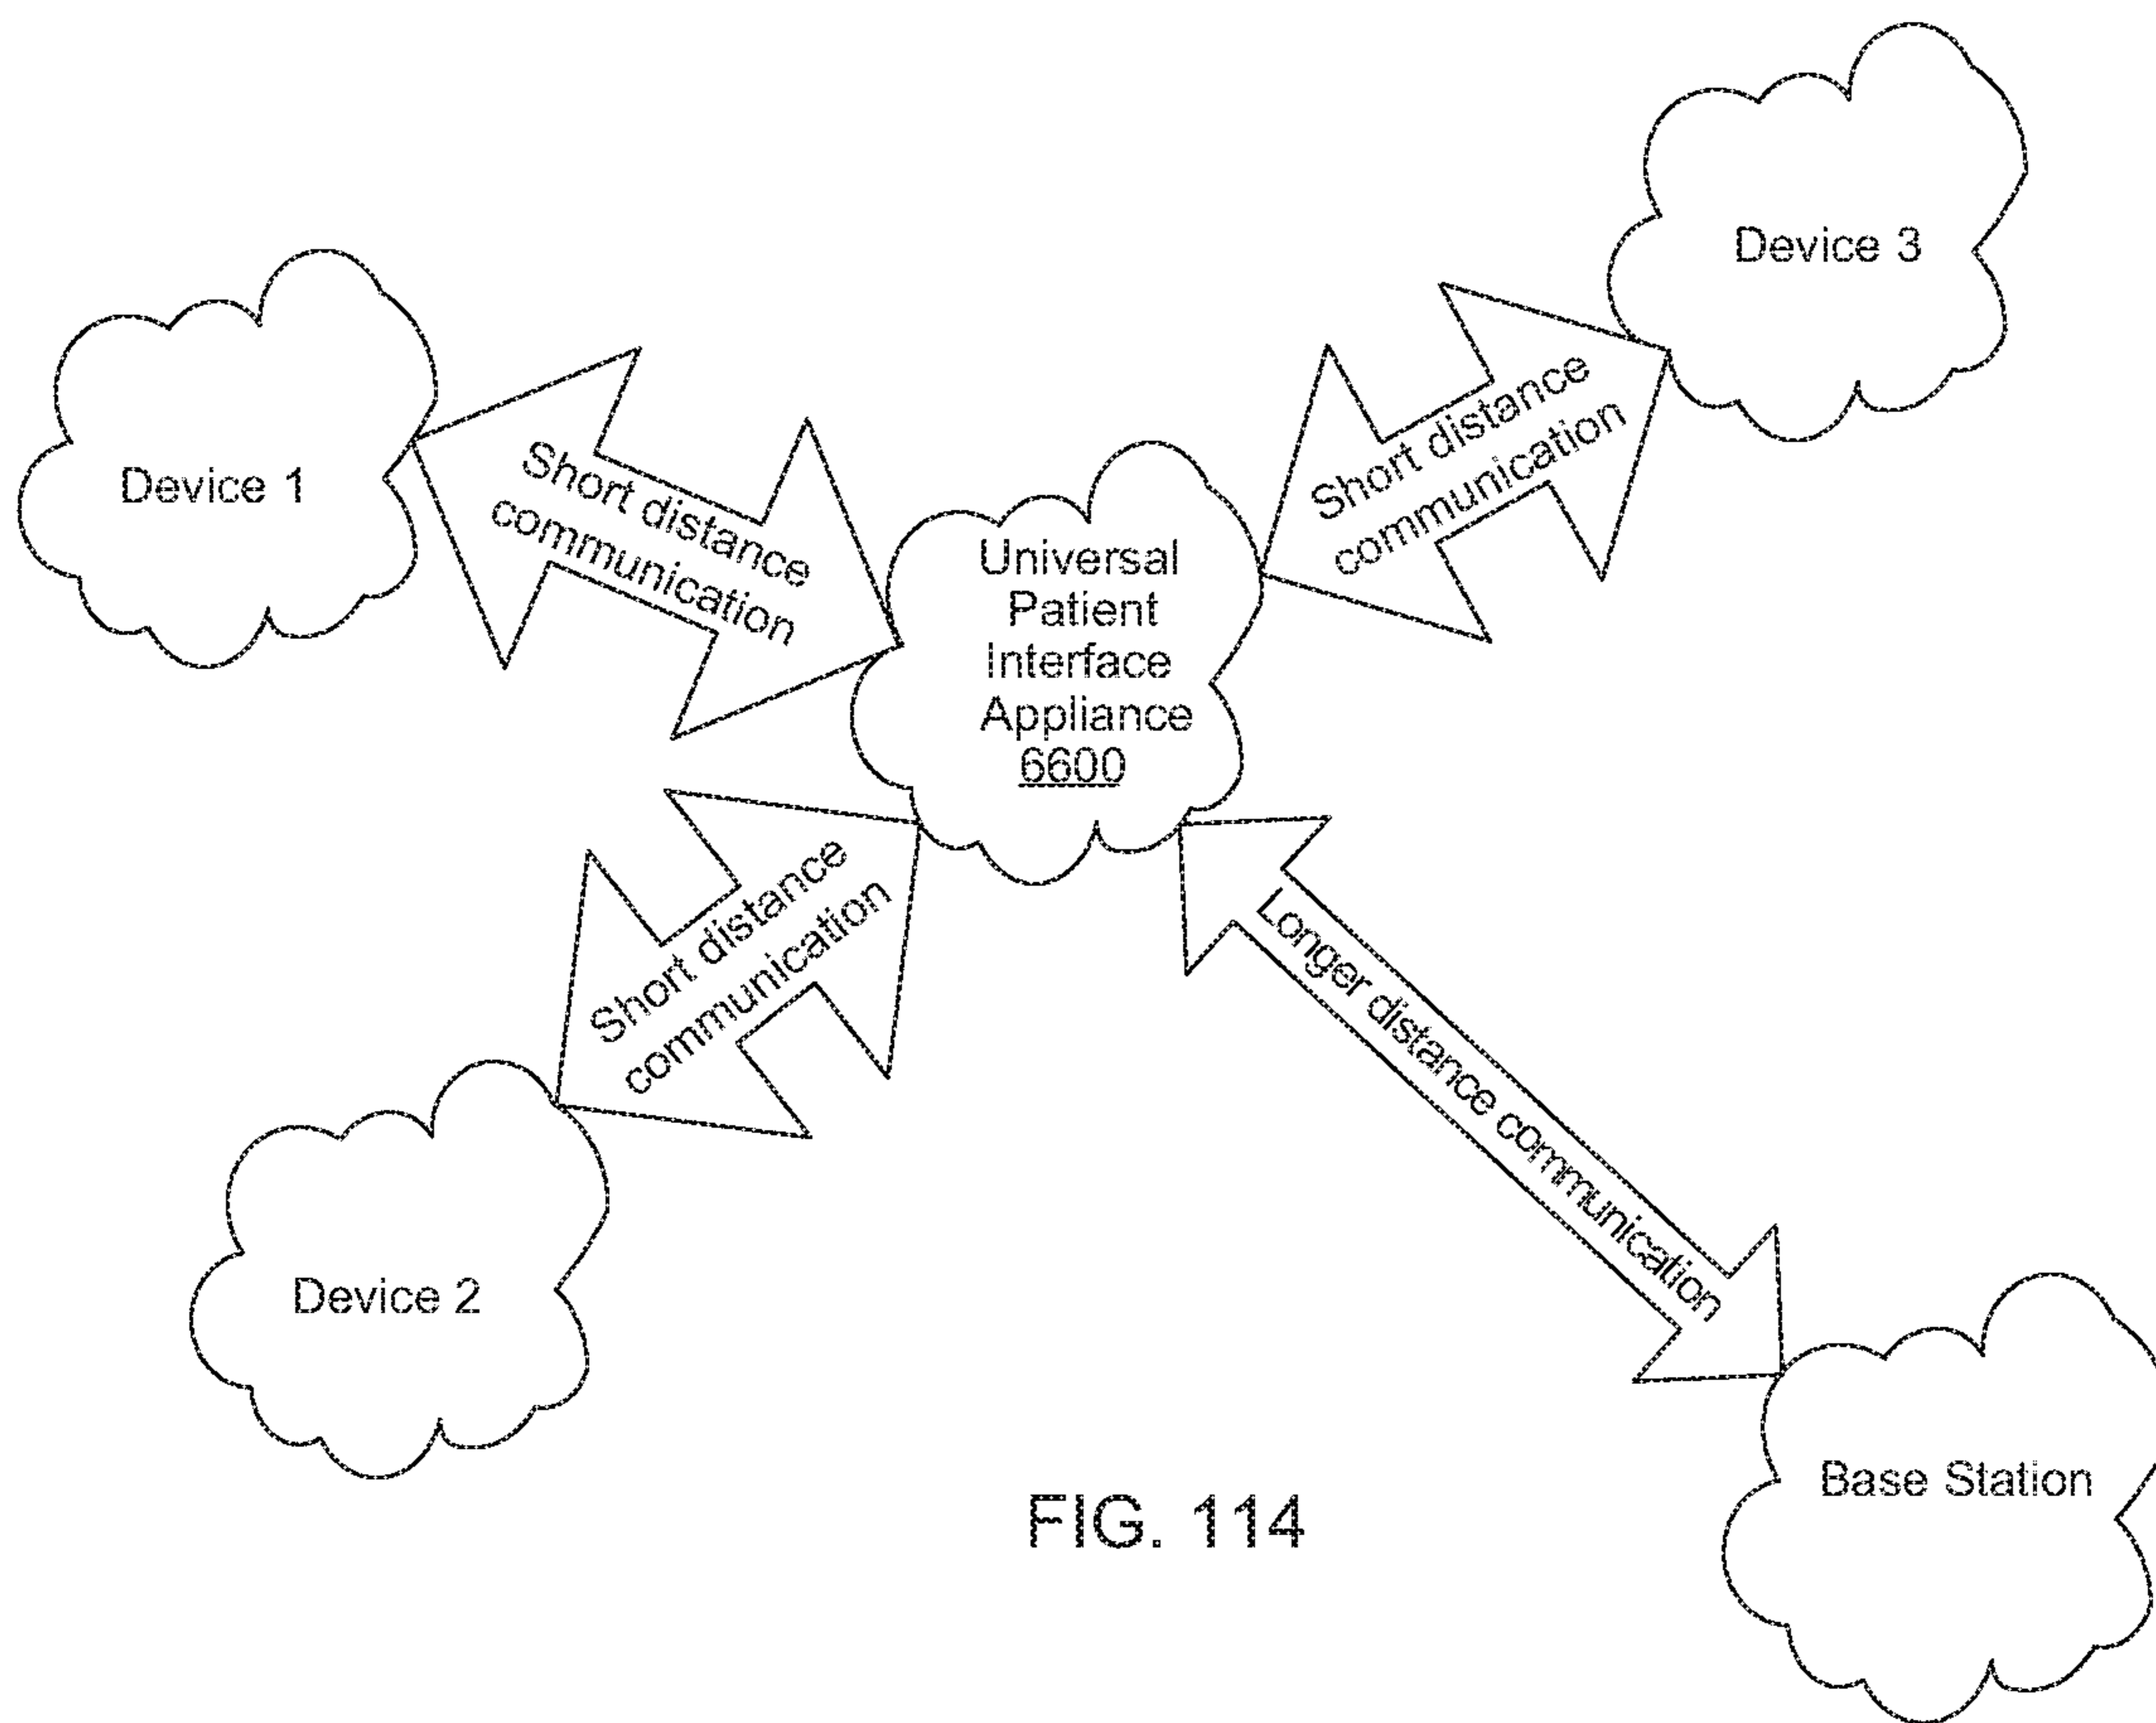 Device 3
Device 1
Short distance
communication
Short distance
communication
Universal
Patient
Interface
Appliance
6600
Short distance
communication
Longer distance communication
Device 2
Base Station
FIG. 114